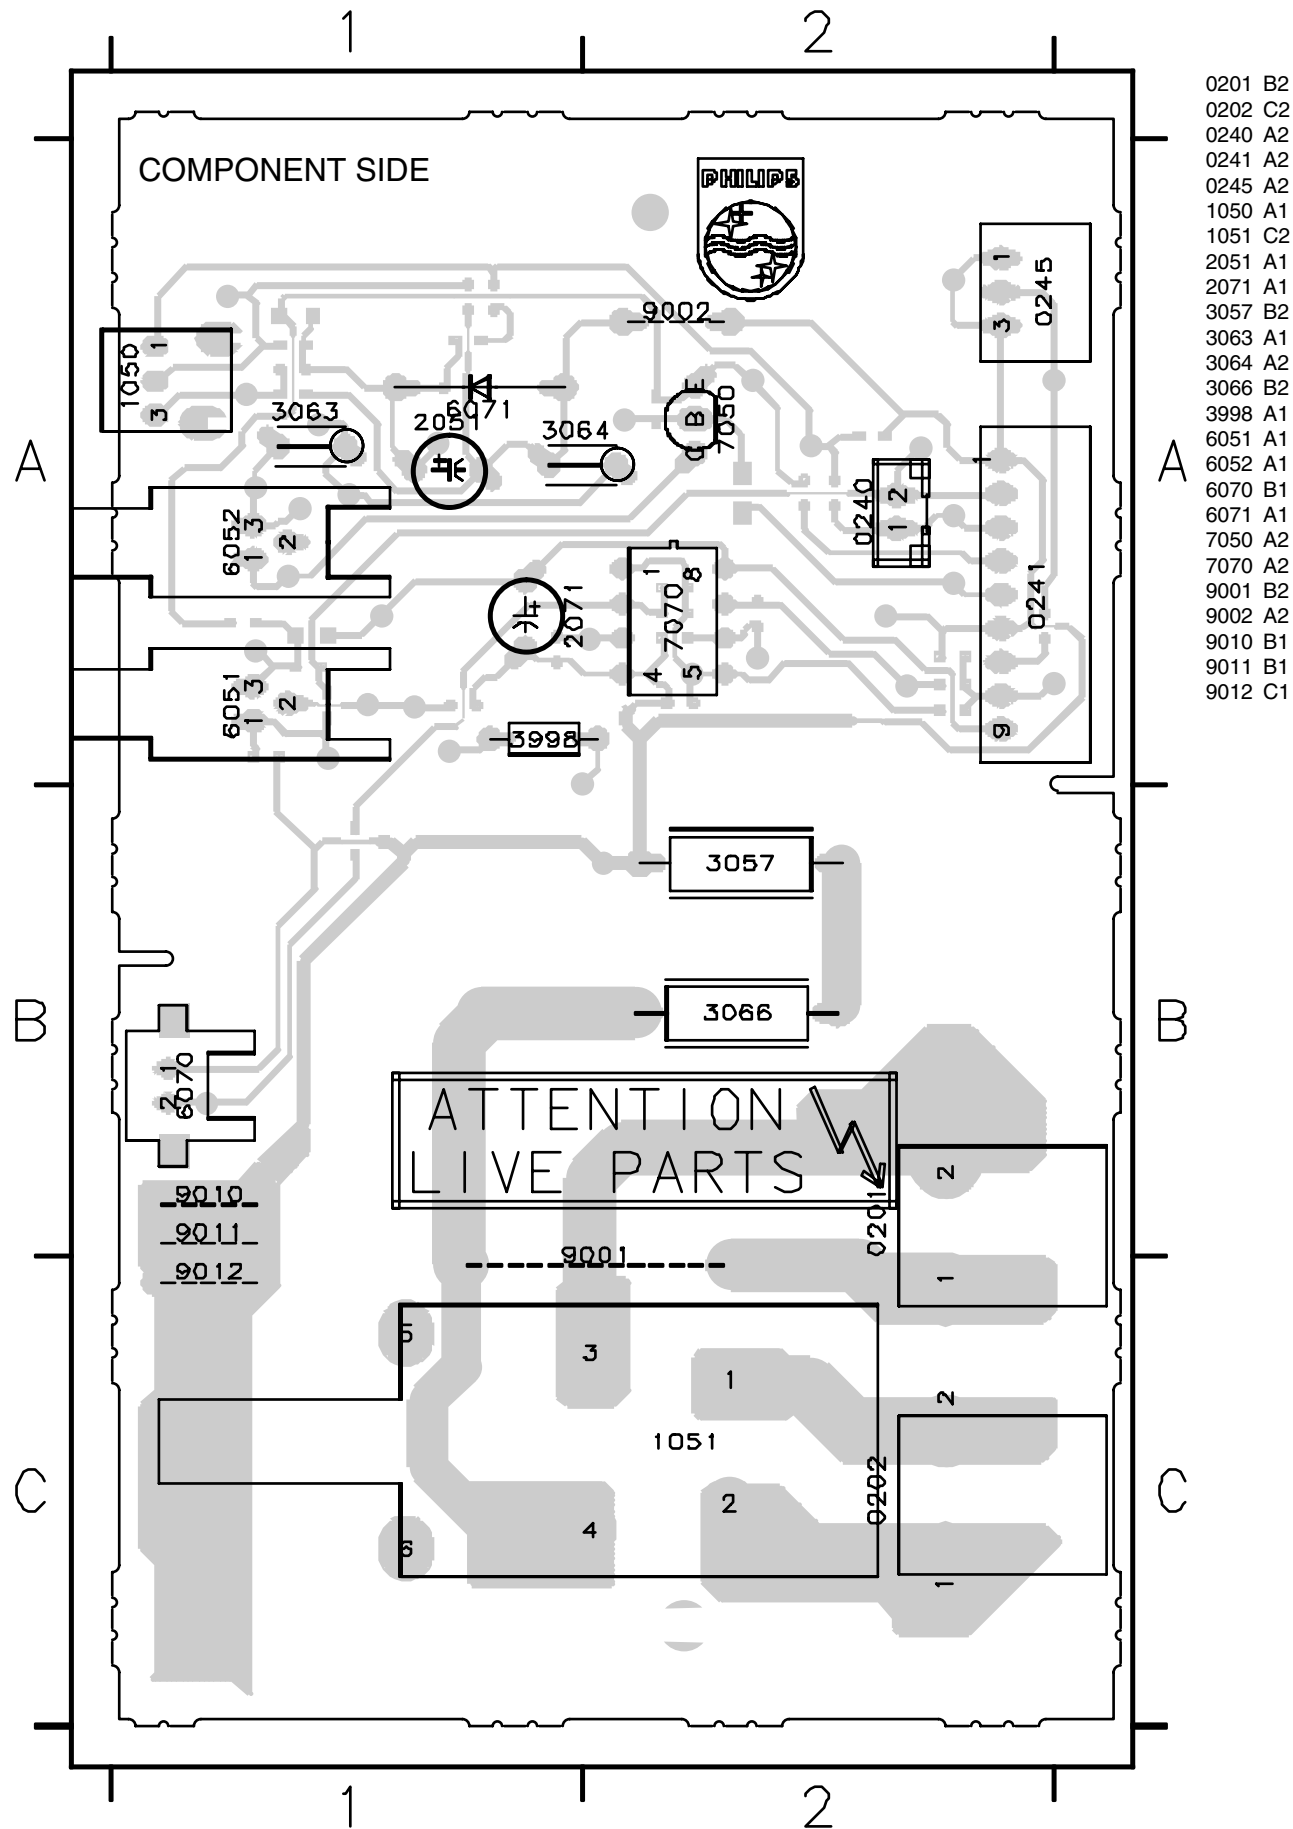 1 2
0201 B2
0202 C2
0240 A2
0241 A2
0245 A2
1050 A1
1051 C2
2051 A1
2071 A1
3057 B2
3063 A1
3064 A2
3066 B2
3998 A1
6051 A1
6052 A1
6070 B1
6071 A1
7050 A2
7070 A2
9001 B2
9002 A2
9010 B1
9011 B1
9012 C1
COMPONENT SIDE
PHILIPS
1
3
0245
9002
1050
1
3
3063
6071
2051
3064
E
B
C
7050
A A
0240
2
1
1
9
0241
6052
3
1 2
2071
1 8
7070
4 5
6051
3
1 2
3998
3057
B B
3066
6070
1
2
ATTENTION
LIVE PARTS
9010
9011
9012
9001
0201
2
1
5
3
1
1051
2
4
6
0202
2
1
C C
1 2